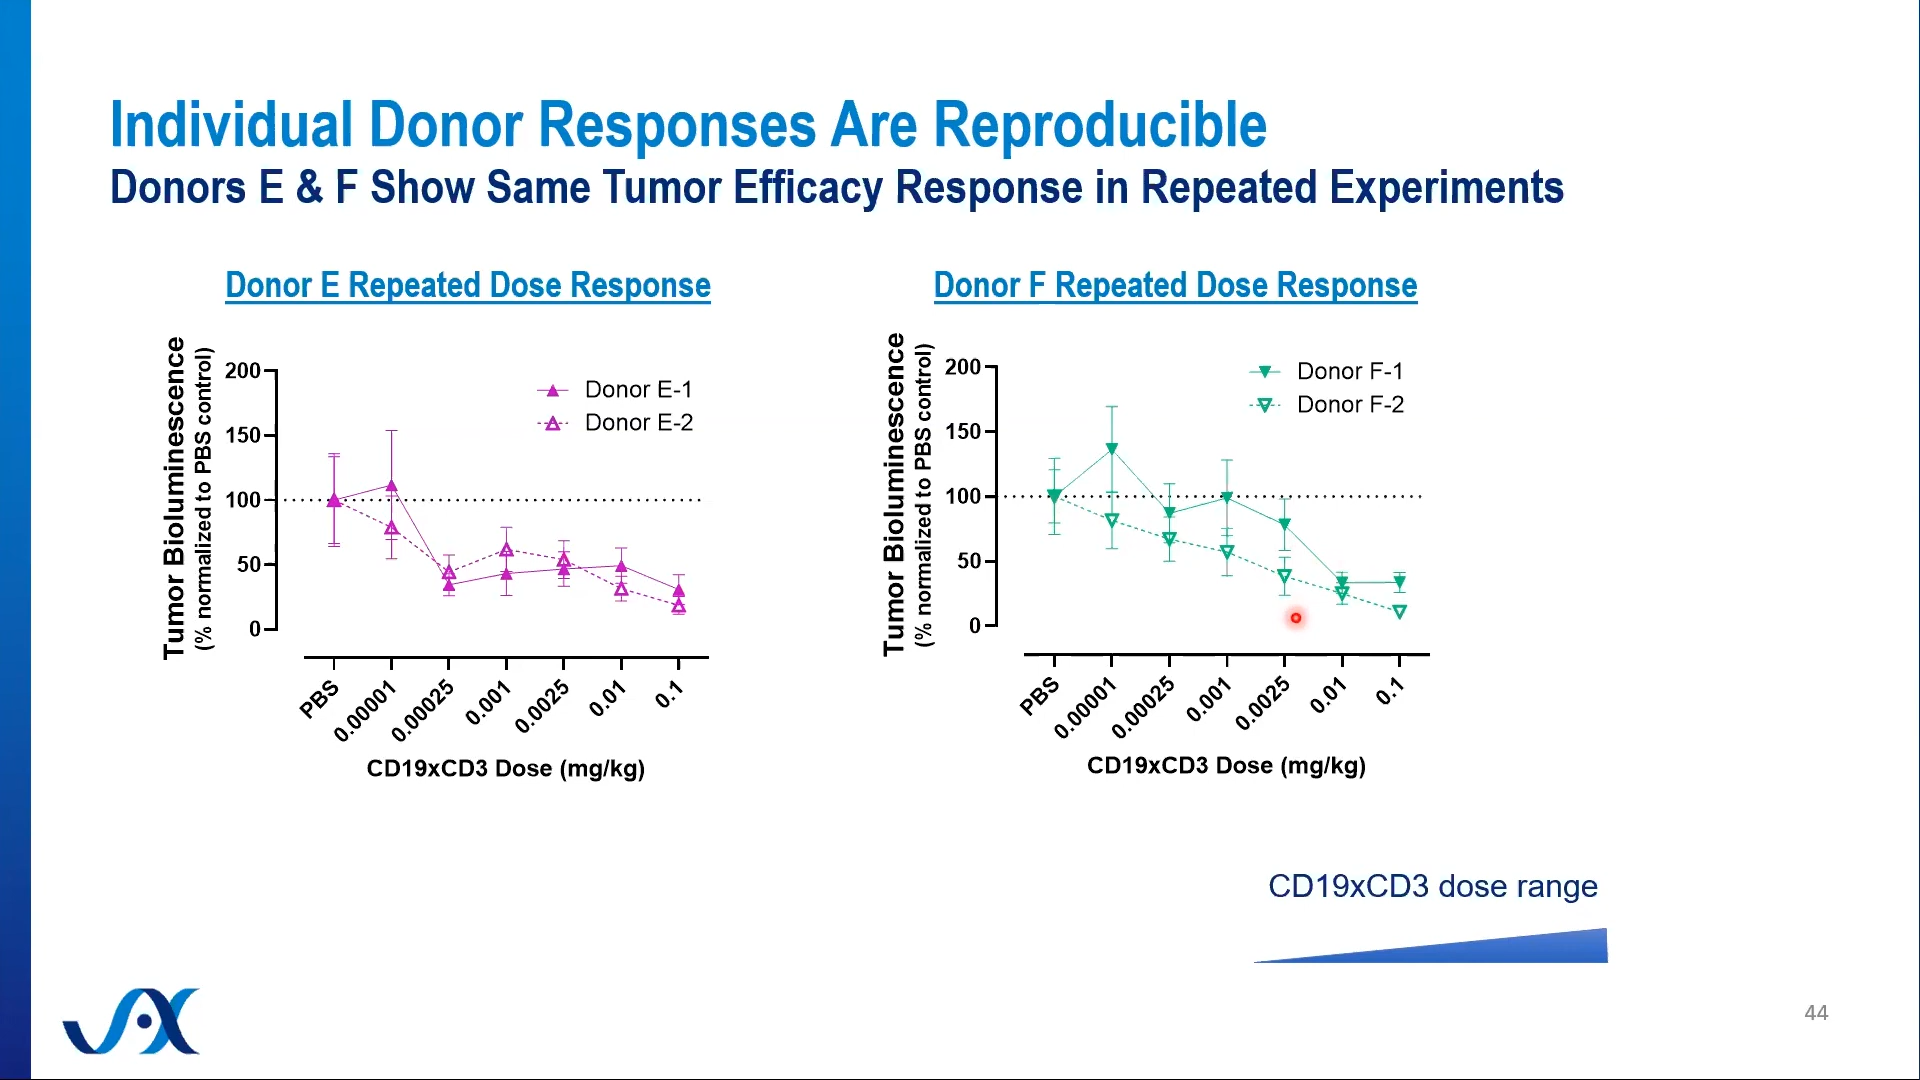 Individual Donor Responses Are Reproducible
Donors E & F Show Same Tumor Efficacy Response in Repeated Experiments
Donor E Repeated Dose Response
Tumor Bioluminescence
(% normalized to PBS control)
200
150
100
50
0
Donor E-1
Donor E-2
PBS
0.00001
0.00025
0.001
0.0025
0.01
0.1
CD19xCD3 Dose (mg/kg)
Donor F Repeated Dose Response
Tumor Bioluminescence
(% normalized to PBS control)
200
150
100
50
0
Donor F-1
Donor F-2
PBS
0.00001
0.00025
0.001
0.0025
0.01
0.1
CD19xCD3 Dose (mg/kg)
CD19xCD3 dose range
JAX
44